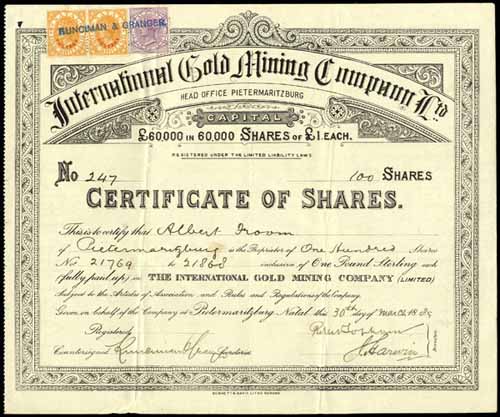 RUNCIMAN & GRANGER.
International Gold Mining Company Ltd
HEAD OFFICE PIETERMARITZBURG
CAPITAL
£60,000 IN 60,000 SHARES OF £1. EACH.
REGISTERED UNDER THE LIMITED LIABILITY LAWS
No 247 100 SHARES
CERTIFICATE OF SHARES.
This is to certify that Albert Froom
of Pietermaritzburg is the Proprietor of One Hundred Shares
No 21769 to 21868 inclusive of One Pound Sterling each
(fully paid up) in THE INTERNATIONAL GOLD MINING COMPANY (LIMITED)
Subject to the Articles of Association and Rules and Regulations of the Company.
Given on behalf of the Company at Pietermaritzburg Natal, this 30th day of March 1889
Registered
Countersigned Runciman